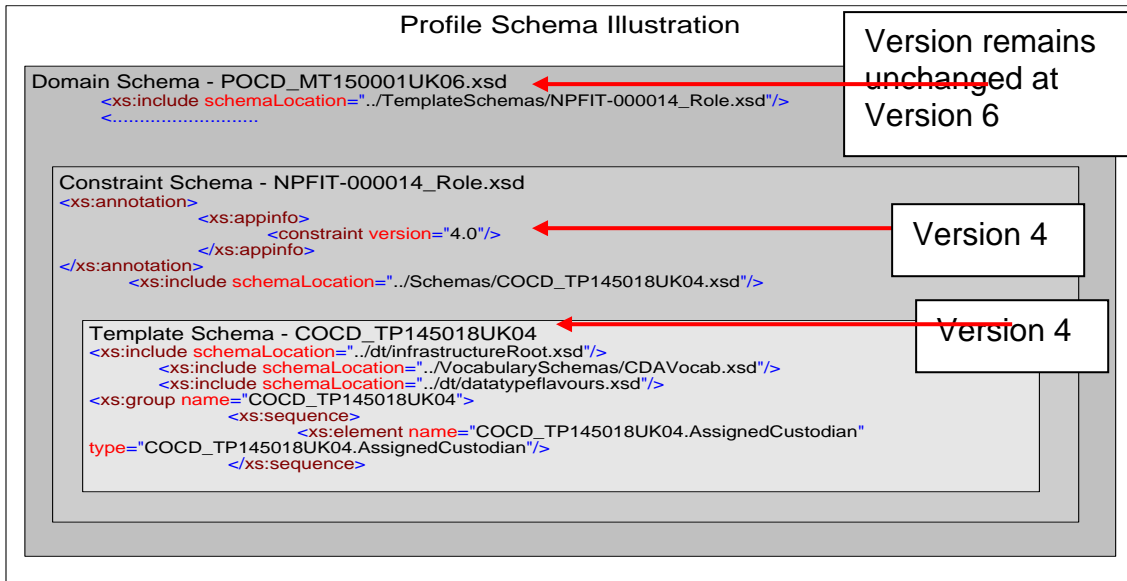 Profile Schema Illustration
Version remains
unchanged at
Version 6
Domain Schema - POCD_MT150001UK06.xsd
<xs:include schemaLocation="../TemplateSchemas/NPFIT-000014_Role.xsd"/>
<...........................
Constraint Schema - NPFIT-000014_Role.xsd
<xs:annotation>
<xs:appinfo>
<constraint version="4.0"/>
</xs:appinfo>
</xs:annotation>
<xs:include schemaLocation="../Schemas/COCD_TP145018UK04.xsd"/>
Version 4
Template Schema - COCD_TP145018UK04
Version 4
<xs:include schemaLocation="../dt/infrastructureRoot.xsd"/>
<xs:include schemaLocation="../VocabularySchemas/CDAVocab.xsd"/>
<xs:include schemaLocation="../dt/datatypeflavours.xsd"/>
<xs:group name="COCD_TP145018UK04">
<xs:sequence>
<xs:element name="COCD_TP145018UK04.AssignedCustodian"
type="COCD_TP145018UK04.AssignedCustodian"/>
</xs:sequence>